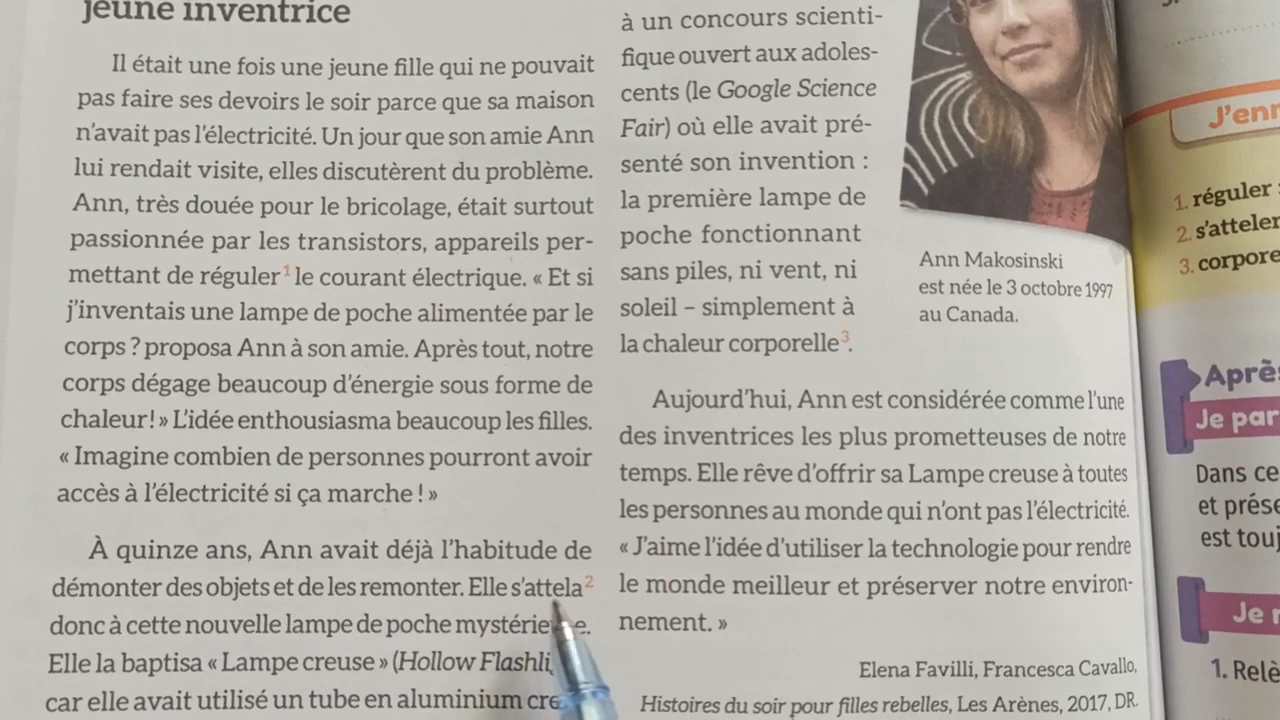 jeune inventrice
Il était une fois une jeune fille qui ne pouvait
pas faire ses devoirs le soir parce que sa maison
n'avait pas l'électricité. Un jour que son amie Ann
lui rendait visite, elles discutèrent du problème.
Ann, très douée pour le bricolage, était surtout
passionnée par les transistors, appareils per-
mettant de réguler¹ le courant électrique. « Et si
j'inventais une lampe de poche alimentée par le
corps ? proposa Ann à son amie. Après tout, notre
corps dégage beaucoup d'énergie sous forme de
chaleur ! » L'idée enthousiasma beaucoup les filles.
« Imagine combien de personnes pourront avoir
accès à l'électricité si ça marche ! »
À quinze ans, Ann avait déjà l'habitude de
démonter des objets et de les remonter. Elle s'attela²
donc à cette nouvelle lampe de poche
Elle la baptisa « Lampe creuse » (Hollow
car elle avait utilisé un tube en aluminium
à un concours scienti-
fique ouvert aux adoles-
cents (le Google Science
Fair) où elle avait pré-
senté son invention :
la première lampe de
poche fonctionnant
sans piles, ni vent, ni
soleil – simplement à
la chaleur corporelle³.
Ann Makosinski
est née le 3 octobre 1997
au Canada.
Aujourd'hui, Ann est considérée comme l'une
des inventrices les plus prometteuses de notre
temps. Elle rêve d'offrir sa Lampe creuse à toutes
les personnes au monde qui n'ont pas l'électricité.
« J'aime l'idée d'utiliser la technologie pour rendre
le monde meilleur et préserver notre environ-
nement. »
Elena Favilli, Francesca Cavallo,
Histoires du soir pour filles rebelles, Les Arènes, 2017, DR.
J'enr
1. réguler :
2. s'atteler
3. corpore
Après
Je par
Dans ce
et prése
est touj
Je r
1. Relè